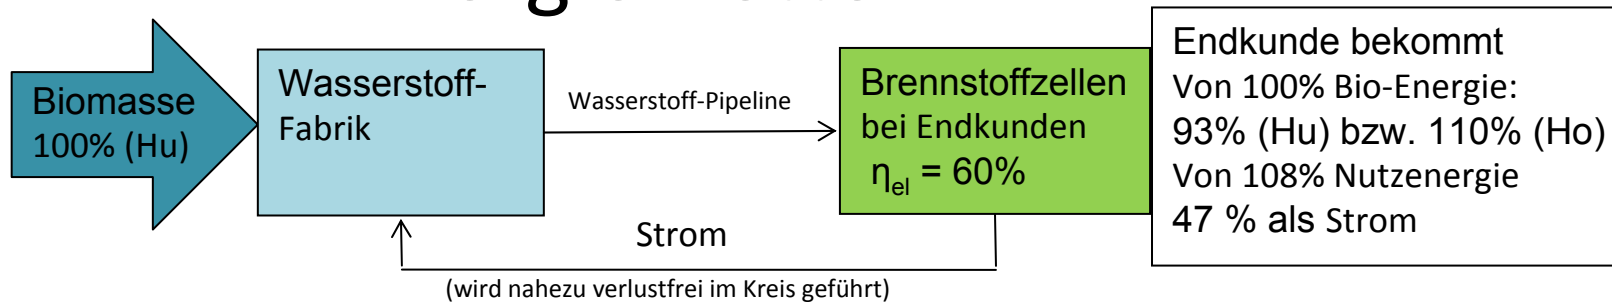 Biomasse
100% (Hu)
Wasserstoff-
Fabrik
Wasserstoff-Pipeline
Brennstoffzellen
bei Endkunden
ηel = 60%
Endkunde bekommt
Von 100% Bio-Energie:
93% (Hu) bzw. 110% (Ho)
Von 108% Nutzenergie
47 % als Strom
Strom
(wird nahezu verlustfrei im Kreis geführt)